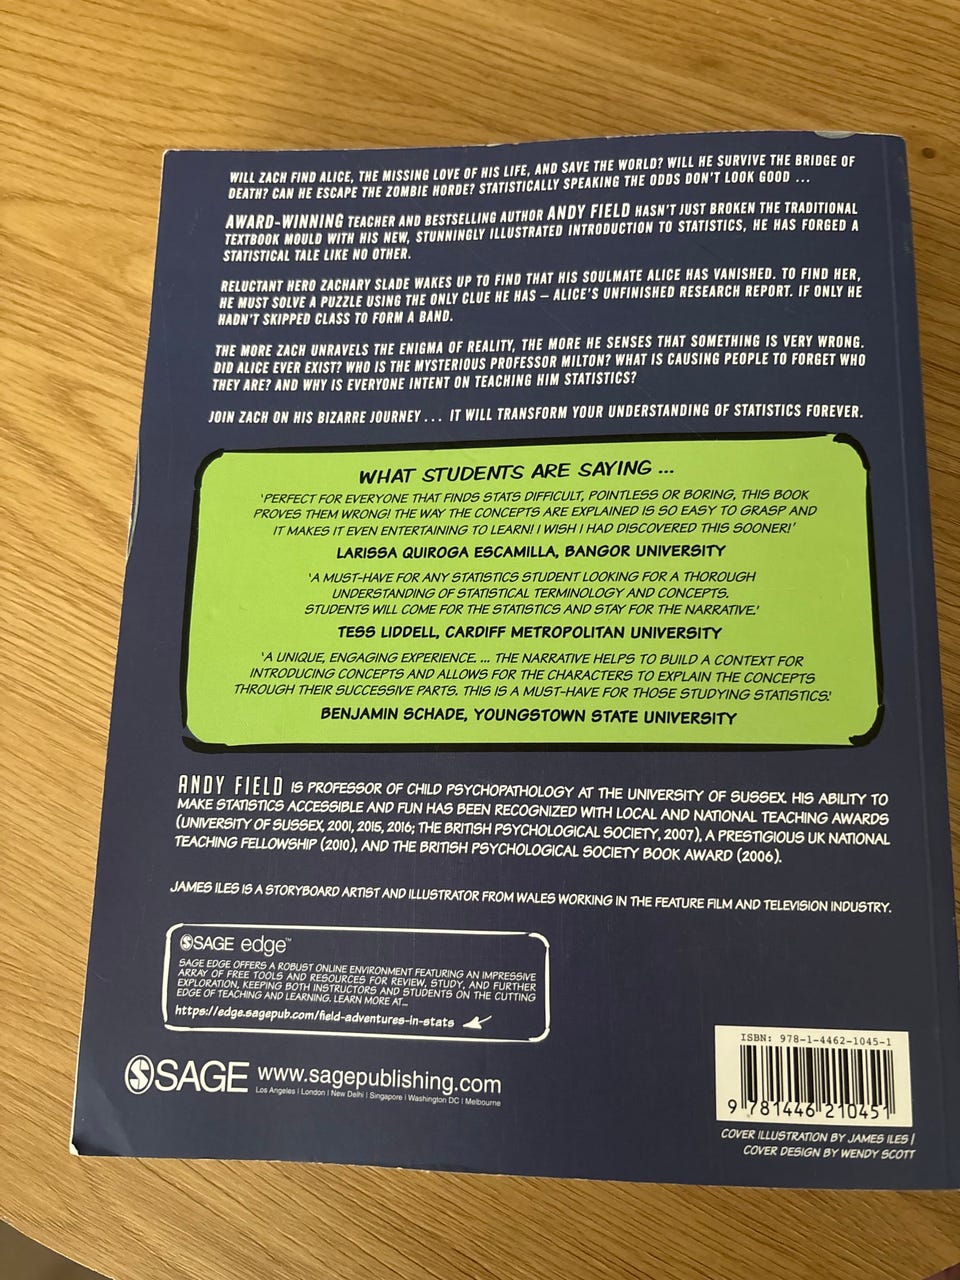 WILL ZACH FIND ALICE, THE MISSING LOVE OF HIS LIFE, AND SAVE THE WORLD? WILL HE SURVIVE THE BRIDGE OF
DEATH? CAN HE ESCAPE THE ZOMBIE HORDE? STATISTICALLY SPEAKING THE ODDS DON'T LOOK GOOD ...
AWARD-WINNING TEACHER AND BESTSELLING AUTHOR ANDY FIELD HASN'T JUST BROKEN THE TRADITIONAL
TEXTBOOK MOULD WITH HIS NEW, STUNNINGLY ILLUSTRATED INTRODUCTION TO STATISTICS, HE HAS FORGED A
STATISTICAL TALE LIKE NO OTHER.
RELUCTANT HERO ZACHARY SLADE WAKES UP TO FIND THAT HIS SOULMATE ALICE HAS VANISHED. TO FIND HER,
HE MUST SOLVE A PUZZLE USING THE ONLY CLUE HE HAS – ALICE'S UNFINISHED RESEARCH REPORT. IF ONLY HE
HADN'T SKIPPED CLASS TO FORM A BAND.
THE MORE ZACH UNRAVELS THE ENIGMA OF REALITY, THE MORE HE SENSES THAT SOMETHING IS VERY WRONG.
DID ALICE EVER EXIST? WHO IS THE MYSTERIOUS PROFESSOR MILTON? WHAT IS CAUSING PEOPLE TO FORGET WHO
THEY ARE? AND WHY IS EVERYONE INTENT ON TEACHING HIM STATISTICS?
JOIN ZACH ON HIS BIZARRE JOURNEY ... IT WILL TRANSFORM YOUR UNDERSTANDING OF STATISTICS FOREVER.
WHAT STUDENTS ARE SAYING ...
'PERFECT FOR EVERYONE THAT FINDS STATS DIFFICULT, POINTLESS OR BORING, THIS BOOK
PROVES THEM WRONG! THE WAY THE CONCEPTS ARE EXPLAINED IS SO EASY TO GRASP AND
IT MAKES IT EVEN ENTERTAINING TO LEARN! I WISH I HAD DISCOVERED THIS SOONER!'
LARISSA QUIROGA ESCAMILLA, BANGOR UNIVERSITY
'A MUST-HAVE FOR ANY STATISTICS STUDENT LOOKING FOR A THOROUGH
UNDERSTANDING OF STATISTICAL TERMINOLOGY AND CONCEPTS.
STUDENTS WILL COME FOR THE STATISTICS AND STAY FOR THE NARRATIVE.'
TESS LIDDELL, CARDIFF METROPOLITAN UNIVERSITY
'A UNIQUE, ENGAGING EXPERIENCE. ... THE NARRATIVE HELPS TO BUILD A CONTEXT FOR
INTRODUCING CONCEPTS AND ALLOWS FOR THE CHARACTERS TO EXPLAIN THE CONCEPTS
THROUGH THEIR SUCCESSIVE PARTS. THIS IS A MUST-HAVE FOR THOSE STUDYING STATISTICS.'
BENJAMIN SCHADE, YOUNGSTOWN STATE UNIVERSITY
ANDY FIELD IS PROFESSOR OF CHILD PSYCHOPATHOLOGY AT THE UNIVERSITY OF SUSSEX. HIS ABILITY TO
MAKE STATISTICS ACCESSIBLE AND FUN HAS BEEN RECOGNIZED WITH LOCAL AND NATIONAL TEACHING AWARDS
(UNIVERSITY OF SUSSEX, 2001, 2015, 2016; THE BRITISH PSYCHOLOGICAL SOCIETY, 2007), A PRESTIGIOUS UK NATIONAL
TEACHING FELLOWSHIP (2010), AND THE BRITISH PSYCHOLOGICAL SOCIETY BOOK AWARD (2006).
JAMES ILES IS A STORYBOARD ARTIST AND ILLUSTRATOR FROM WALES WORKING IN THE FEATURE FILM AND TELEVISION INDUSTRY.
SAGE edge™
SAGE EDGE OFFERS A ROBUST ONLINE ENVIRONMENT FEATURING AN IMPRESSIVE
ARRAY OF FREE TOOLS AND RESOURCES FOR REVIEW, STUDY, AND FURTHER
EXPLORATION, KEEPING BOTH INSTRUCTORS AND STUDENTS ON THE CUTTING
EDGE OF TEACHING AND LEARNING. LEARN MORE AT...
https://edge.sagepub.com/field-adventures-in-stats
SAGE www.sagepublishing.com
Los Angeles | London | New Delhi | Singapore | Washington DC | Melbourne
ISBN: 978-1-4462-1045-1
9 781446 210451
COVER ILLUSTRATION BY JAMES ILES |
COVER DESIGN BY WENDY SCOTT